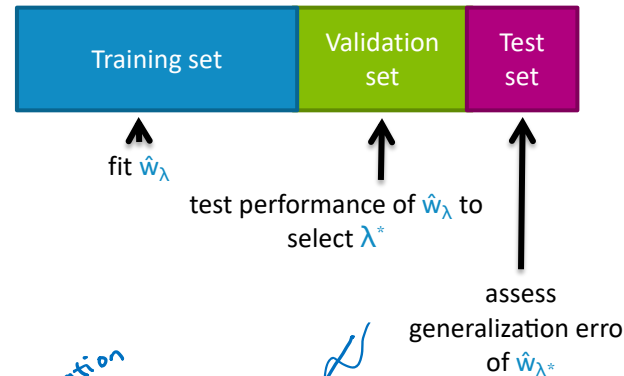 Training set
Validation
set
Test
set
fit ŵλ
test performance of ŵλ to
select λ*
assess
generalization erro
of ŵλ*